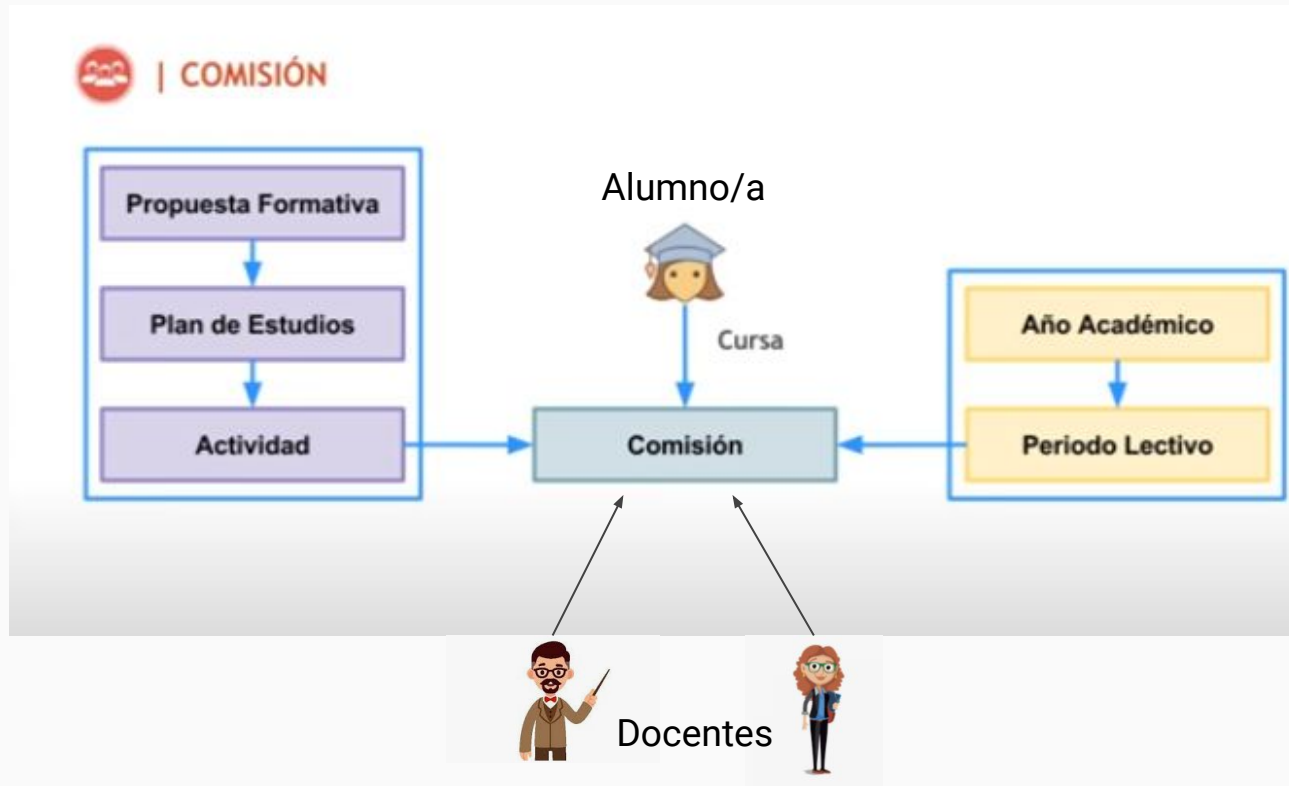 | COMISIÓN
Propuesta Formativa
Plan de Estudios
Actividad
Alumno/a
Cursa
Comisión
Año Académico
Periodo Lectivo
Docentes